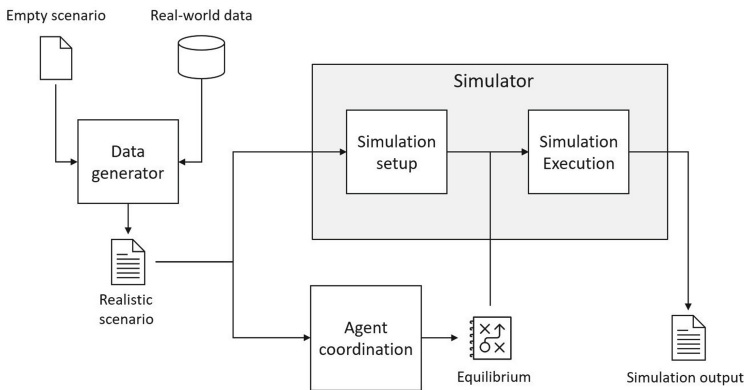 Empty scenario
Real-world data
Simulator
Data
generator
Simulation
setup
Simulation
Execution
Realistic
scenario
Agent
coordination
Equilibrium
Simulation output